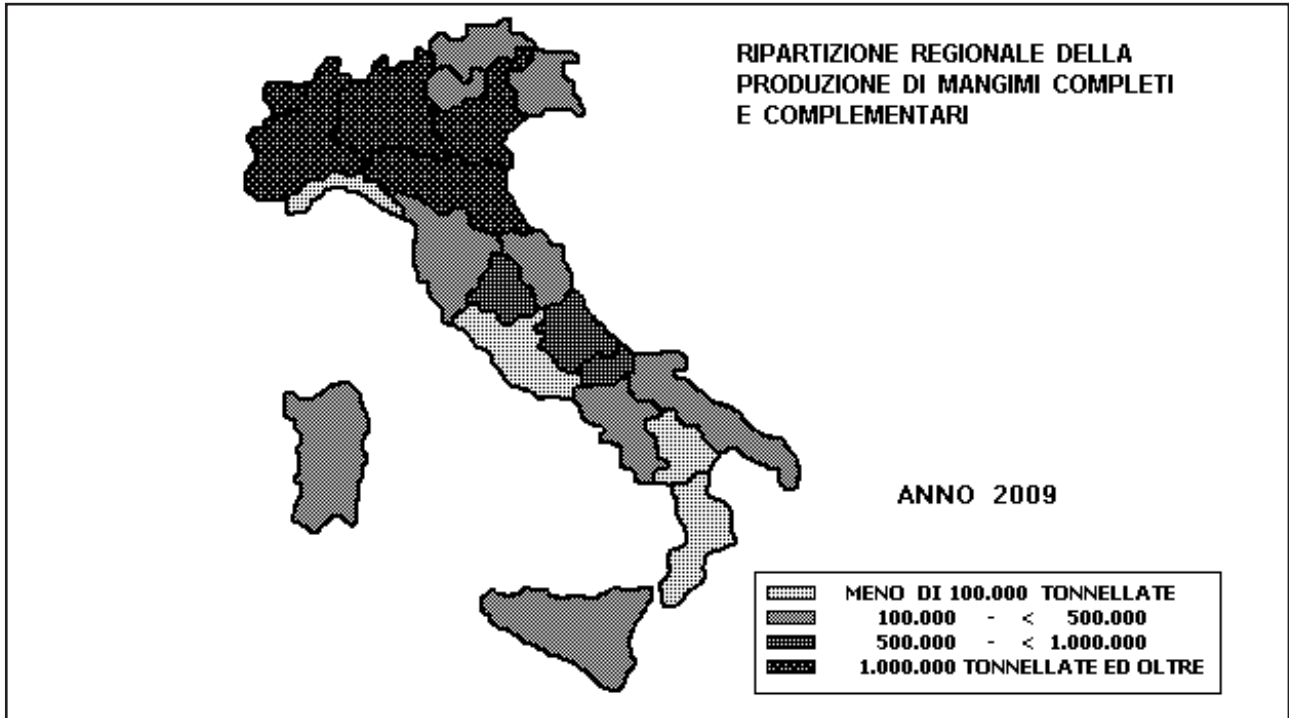 RIPARTIZIONE REGIONALE DELLA
PRODUZIONE DI MANGIMI COMPLETI
E COMPLEMENTARI
ANNO 2009
MENO DI 100.000 TONNELLATE
100.000 - < 500.000
500.000 - < 1.000.000
1.000.000 TONNELLATE ED OLTRE